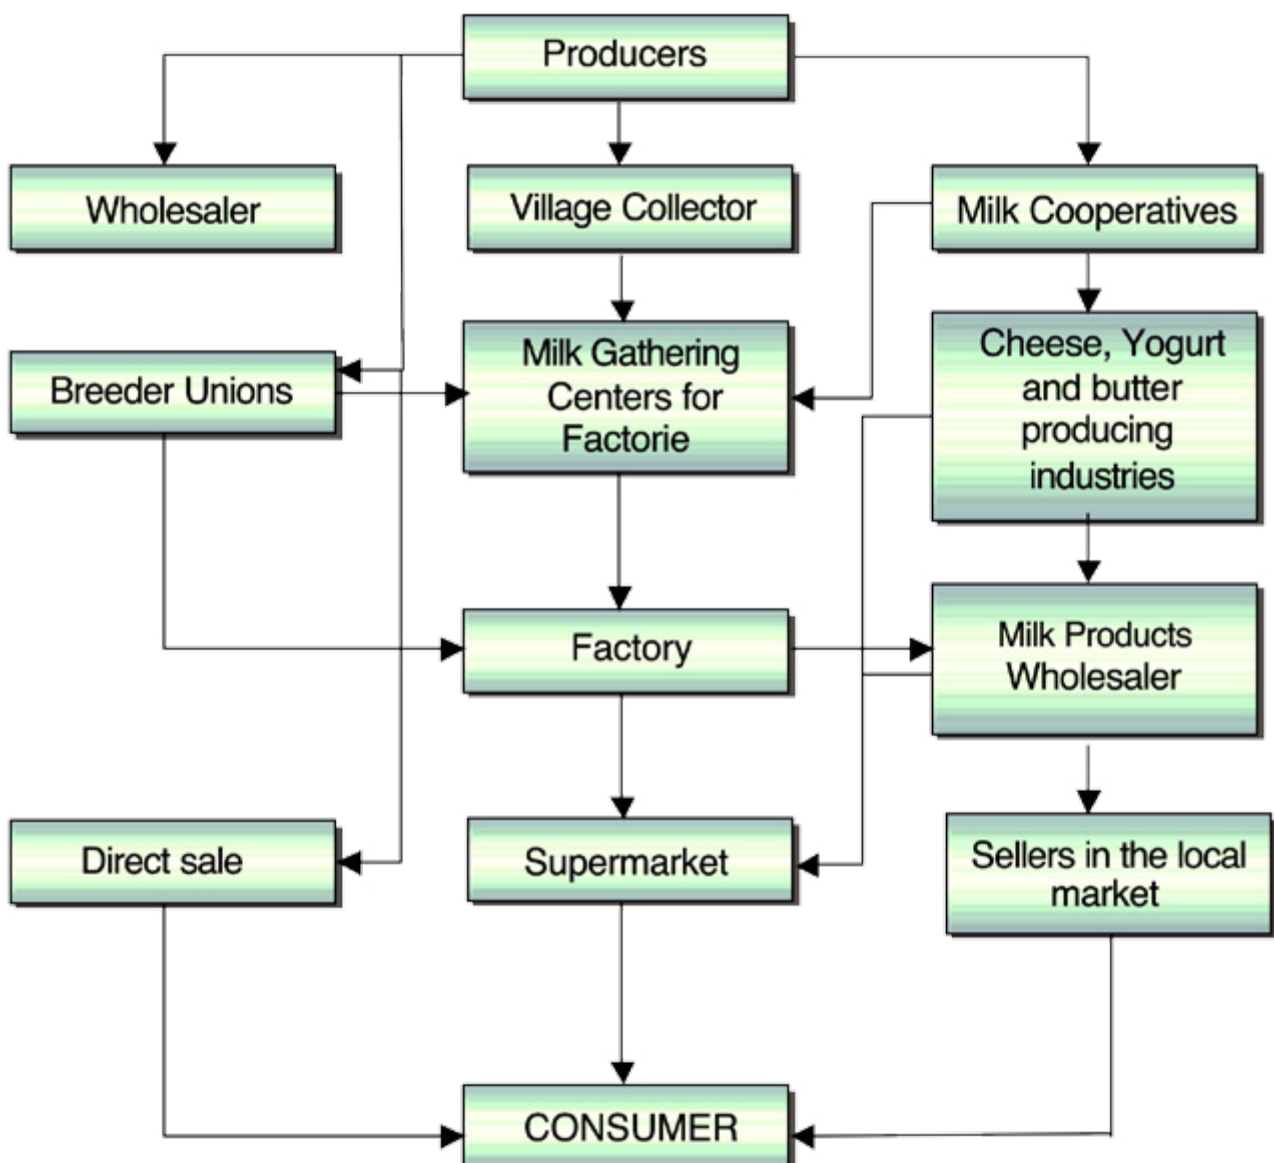 Producers
Wholesaler
Village Collector
Milk Cooperatives
Breeder Unions
Milk Gathering
Centers for
Factorie
Cheese, Yogurt
and butter
producing
industries
Factory
Milk Products
Wholesaler
Direct sale
Supermarket
Sellers in the local
market
CONSUMER